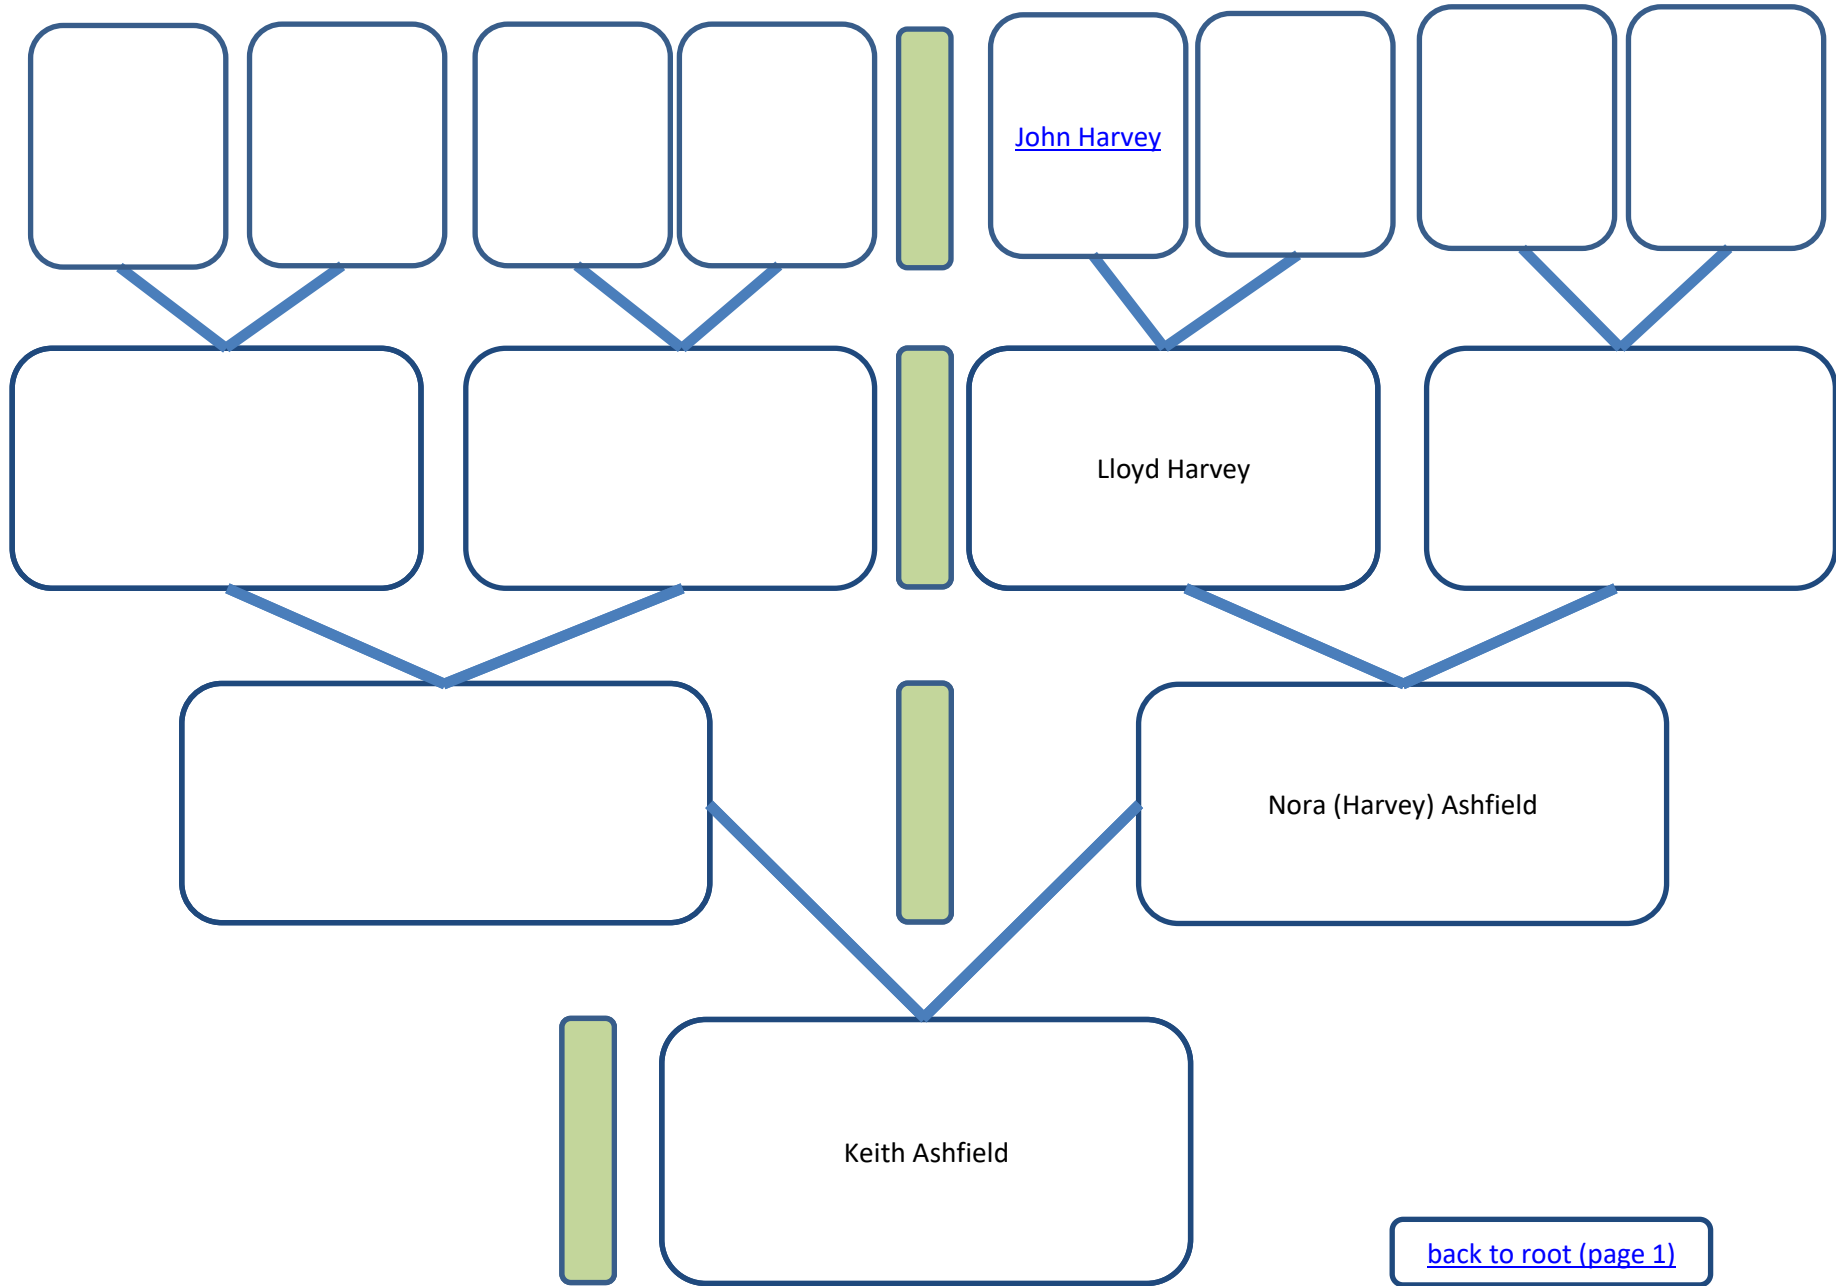 John Harvey
Lloyd Harvey
Nora (Harvey) Ashfield
Keith Ashfield
back to root (page 1)